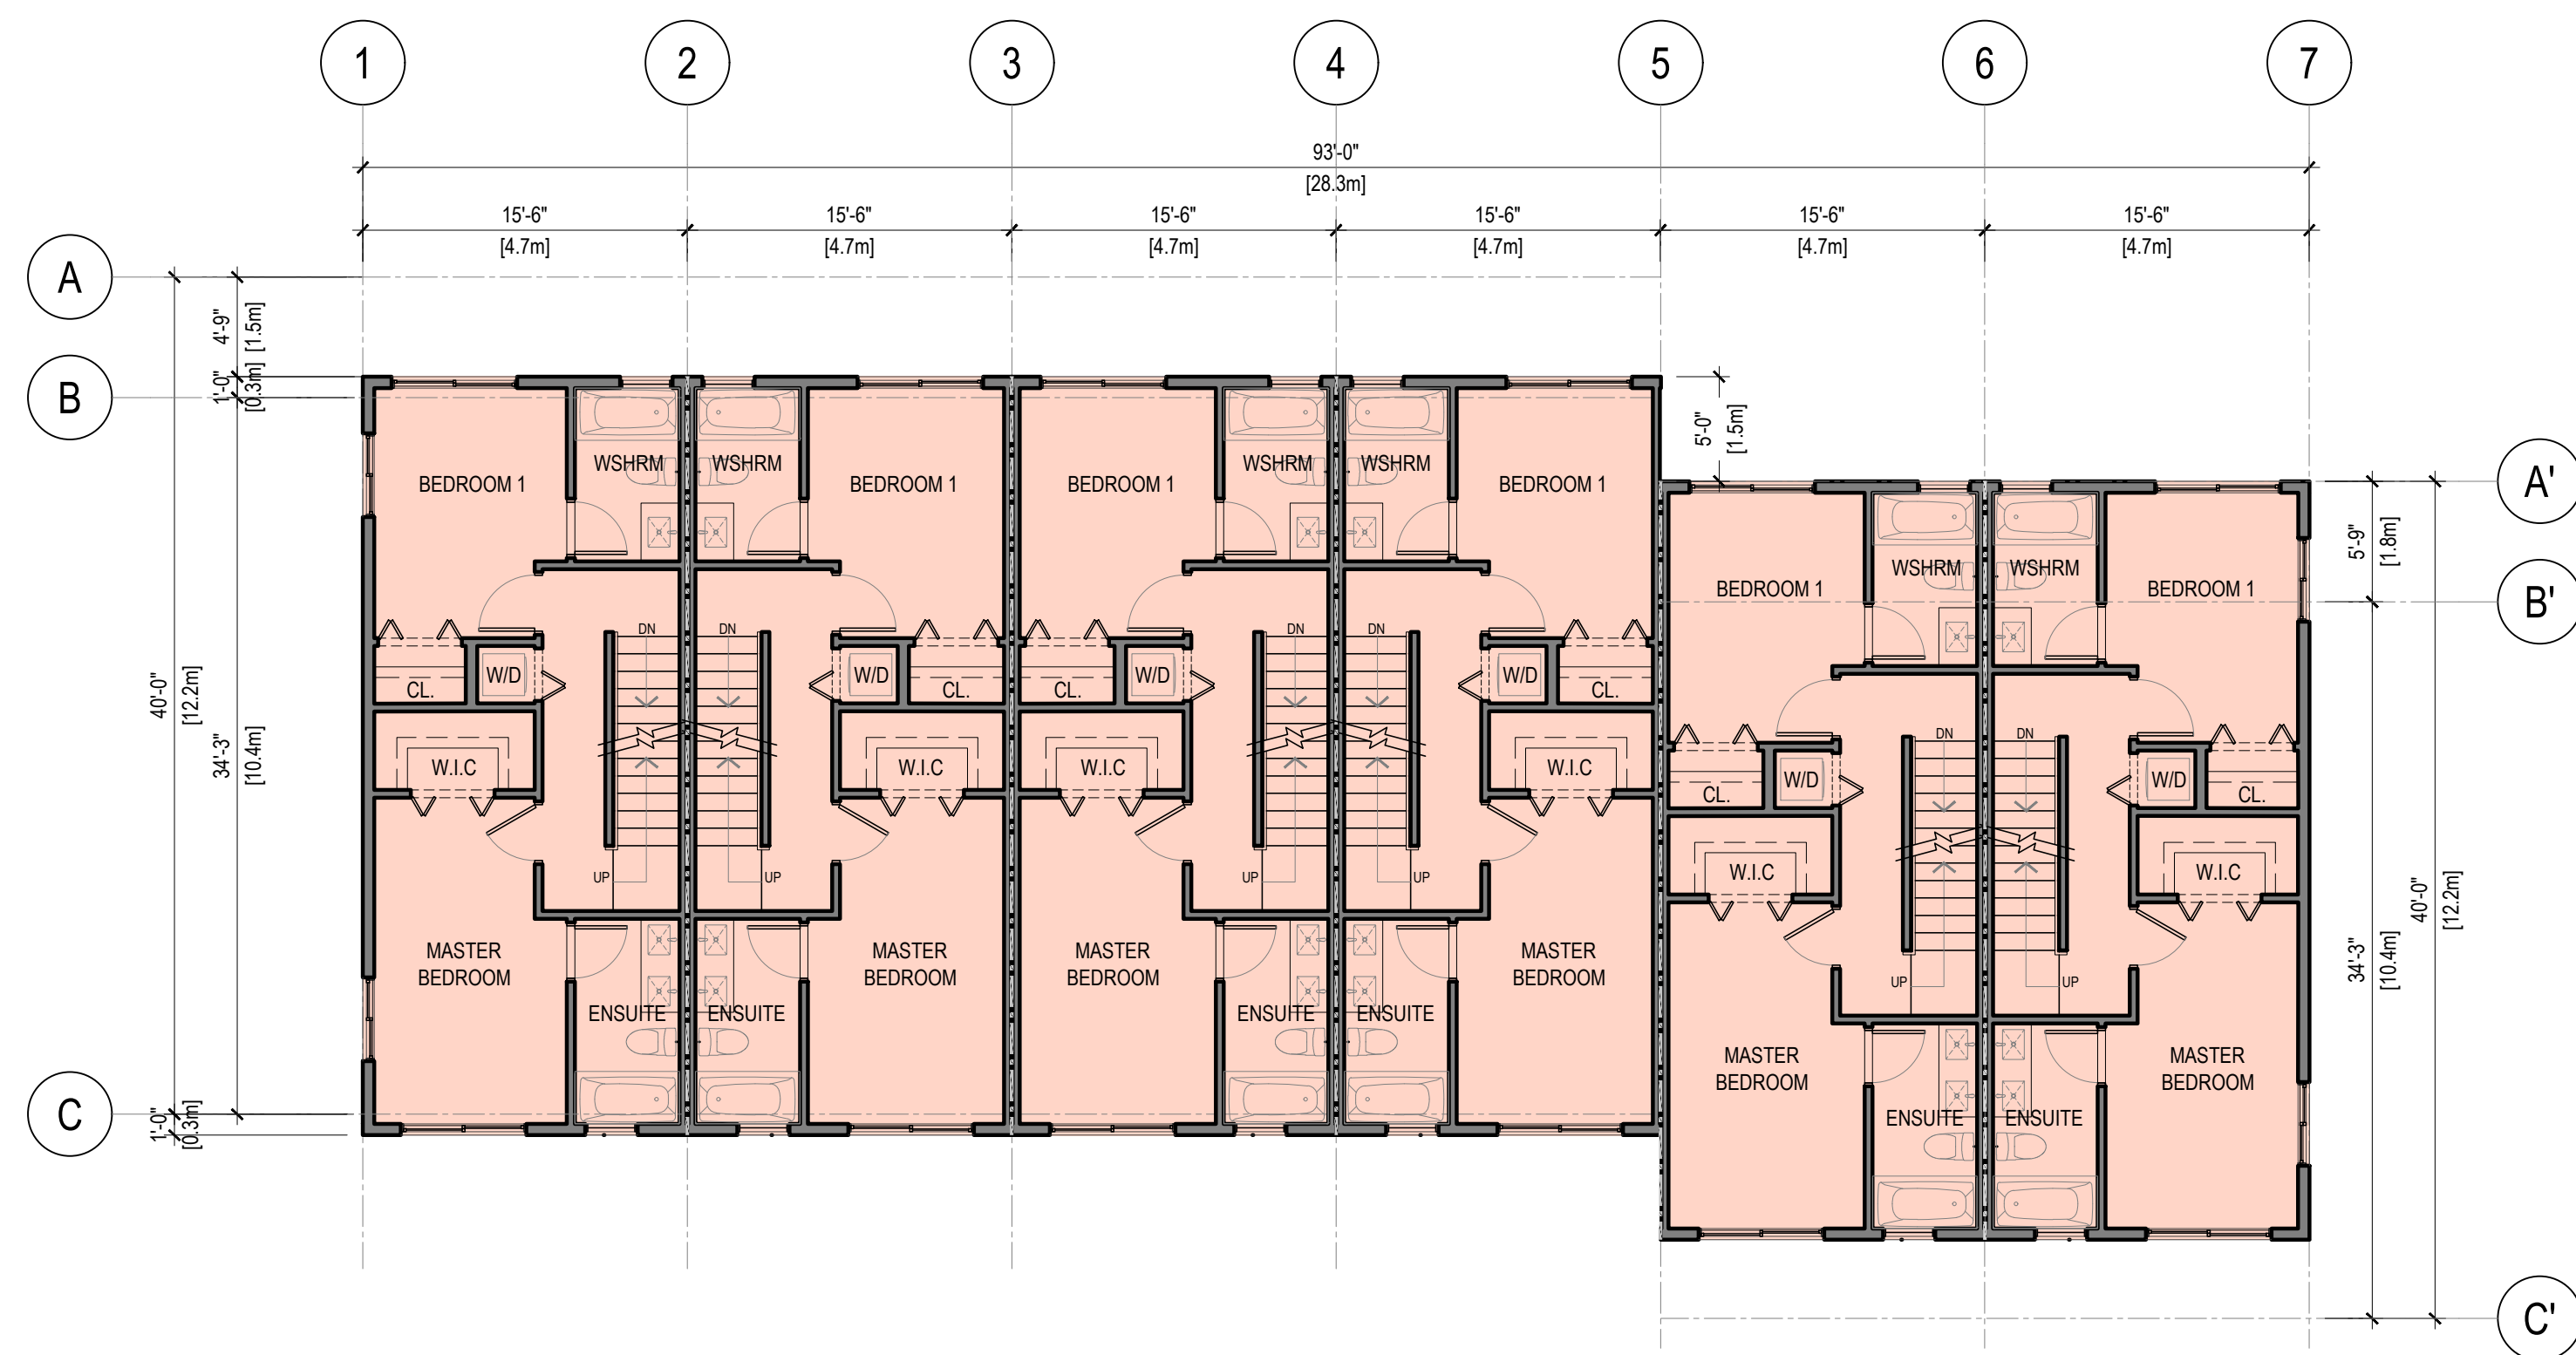 1 2 3 4 5 6 7
93'-0"
[28.3m]
15'-6" 15'-6" 15'-6" 15'-6" 15'-6" 15'-6"
[4.7m] [4.7m] [4.7m] [4.7m] [4.7m] [4.7m]
A
4'-9"
[1.5m]
1'-0"
[0.3m]
B
5'-0"
[1.5m]
A'
5'-9"
[1.8m]
B'
WSHRM WSHRM WSHRM WSHRM
BEDROOM 1 BEDROOM 1 BEDROOM 1 BEDROOM 1
WSHRM WSHRM
BEDROOM 1 BEDROOM 1
DN DN DN DN
W/D W/D W/D W/D
CL. CL. CL. CL.
40'-0"
[12.2m]
34'-3"
[10.4m]
DN DN
W.I.C W.I.C W.I.C W.I.C
W/D W/D
CL. CL.
W.I.C W.I.C
UP UP UP UP
40'-0"
[12.2m]
34'-3"
[10.4m]
MASTER
BEDROOM
MASTER
BEDROOM
MASTER
BEDROOM
MASTER
BEDROOM
UP UP
ENSUITE ENSUITE ENSUITE ENSUITE
MASTER
BEDROOM
MASTER
BEDROOM
ENSUITE ENSUITE
C
1'-0"
[0.3m]
C'